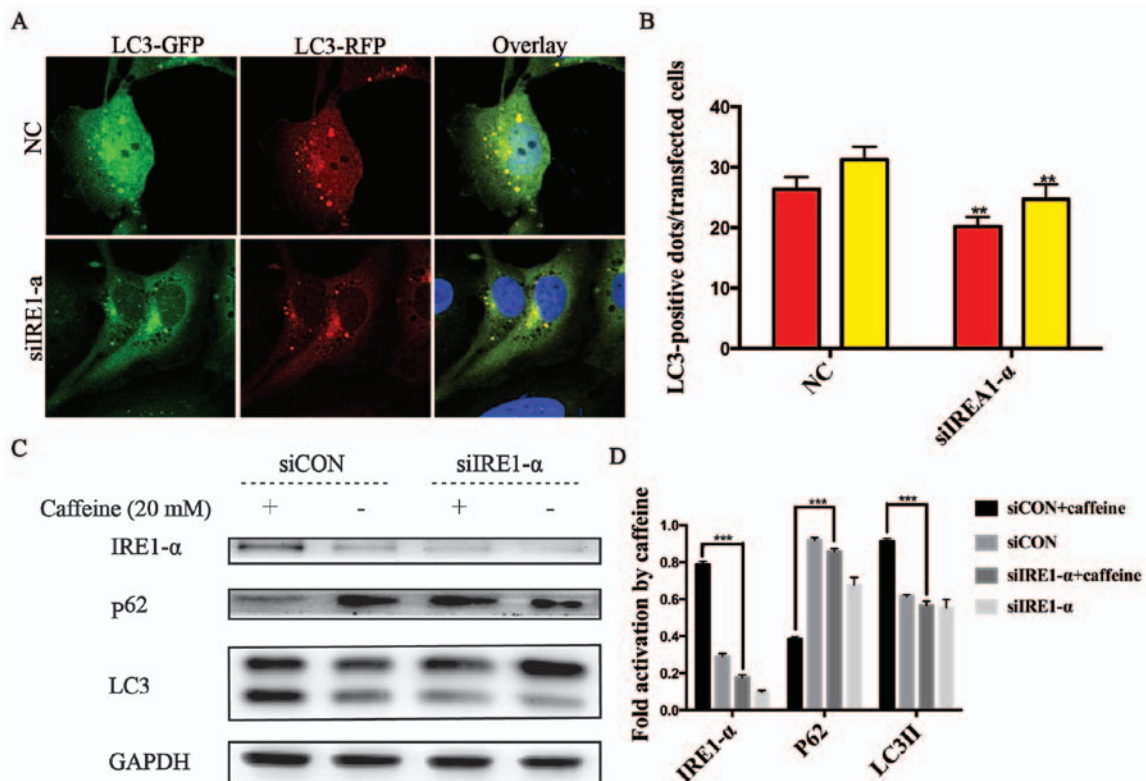 A
LC3-GFP LC3-RFP Overlay
NC
siIRE1-a
B
LC3-positive dots/transfected cells
40
30
20
10
0
** **
NC siIREA1-α
C
siCON siIRE1-α
Caffeine (20 mM) + - + -
IRE1-α
p62
LC3
GAPDH
D
Fold activation by caffeine
1.0
0.8
0.6
0.4
0.2
0.0
*** *** ***
IRE1-α P62 LC3II
siCON+caffeine
siCON
siIRE1-α+caffeine
siIRE1-α